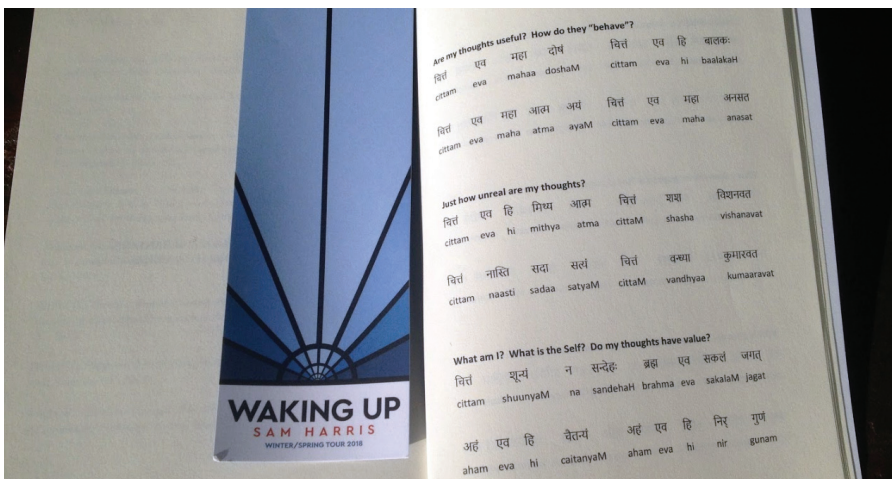 WAKING UP
SAM HARRIS
WINTER/SPRING TOUR 2018
Are my thoughts useful? How do they “behave”?
चित्तं एव महा दोषं चित्तं एव हि बालकः
cittam eva mahaa doshaM cittam eva hi baalakaH
चित्तं एव महा आत्म अयं चित्तं एव महा अनसत
cittam eva maha atma ayaM cittam eva maha anasat
Just how unreal are my thoughts?
चित्तं एव हि मिथ्य आत्म चित्तं शश विशनवत
cittam eva hi mithya atma cittaM shasha vishanavat
चित्तं नास्ति सदा सत्यं चित्तं वन्ध्या कुमारवत
cittam naasti sadaa satyaM cittaM vandhyaa kumaaravat
What am I? What is the Self? Do my thoughts have value?
चित्तं शून्यं न सन्देहः ब्रह्म एव सकलं जगत्
cittam shuunyaM na sandehaH brahma eva sakalaM jagat
अहं एव हि चैतन्यं अहं एव हि निर् गुणं
aham eva hi caitanyaM aham eva hi nir gunam